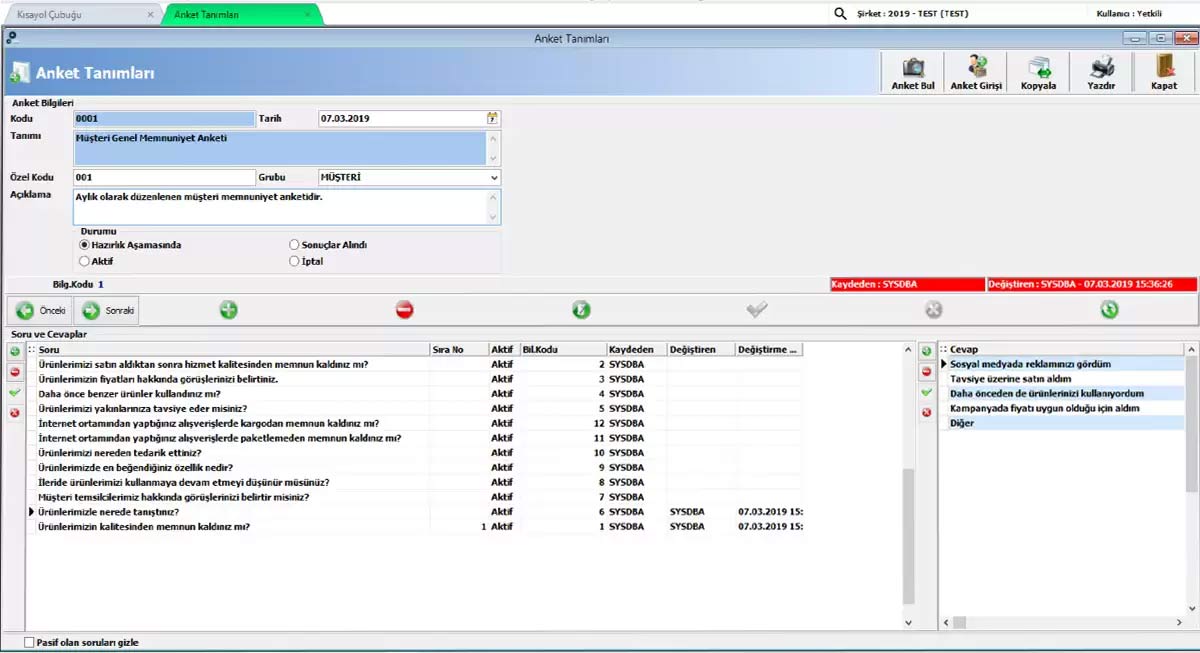 Kısayol Çubuğu
Anket Tanımları
Şirket : 2019 - TEST (TEST)
Kullanıcı : Yetkili
Anket Tanımları
Anket Tanımları
Anket Bul
Anket Girişi
Kopyala
Yazdır
Kapat
Anket Bilgileri
Kodu 0001 Tarih 07.03.2019
Tanımı Müşteri Genel Memnuniyet Anketi
Özel Kodu 001 Grubu MÜŞTERİ
Açıklama Aylık olarak düzenlenen müşteri memnuniyet anketidir.
Durumu
Hazırlık Aşamasında Sonuçlar Alındı
Aktif İptal
Bilg.Kodu 1 Kaydeden : SYSDBA Değiştiren : SYSDBA - 07.03.2019 15:36:26
Önceki Sonraki
Soru ve Cevaplar
Soru Sıra No Aktif Bil.Kodu Kaydeden Değiştiren Değiştirme ...
Ürünlerimizi satın aldıktan sonra hizmet kalitesinden memnun kaldınız mı? Aktif 2 SYSDBA
Ürünlerimizin fiyatları hakkında görüşlerinizi belirtiniz. Aktif 3 SYSDBA
Daha önce benzer ürünler kullandınız mı? Aktif 4 SYSDBA
Ürünlerimizi yakınlarınıza tavsiye eder misiniz? Aktif 5 SYSDBA
İnternet ortamından yaptığınız alışverişlerde kargodan memnun kaldınız mı? Aktif 12 SYSDBA
İnternet ortamından yaptığınız alışverişlerde paketlemeden memnun kaldınız mı? Aktif 11 SYSDBA
Ürünlerimizi nereden tedarik ettiniz? Aktif 10 SYSDBA
Ürünlerimizde en beğendiğiniz özellik nedir? Aktif 9 SYSDBA
İleride ürünlerimizi kullanmaya devam etmeyi düşünür müsünüz? Aktif 8 SYSDBA
Müşteri temsilcilerimiz hakkında görüşlerinizi belirtir misiniz? Aktif 7 SYSDBA
Ürünlerimizle nerede tanıştınız? Aktif 6 SYSDBA SYSDBA 07.03.2019 15:
Ürünlerimizin kalitesinden memnun kaldınız mı? 1 Aktif 1 SYSDBA SYSDBA 07.03.2019 15:
Cevap
Sosyal medyada reklamınızı gördüm
Tavsiye üzerine satın aldım
Daha önceden de ürünlerinizi kullanıyordum
Kampanyada fiyatı uygun olduğu için aldım
Diğer
Pasif olan soruları gizle